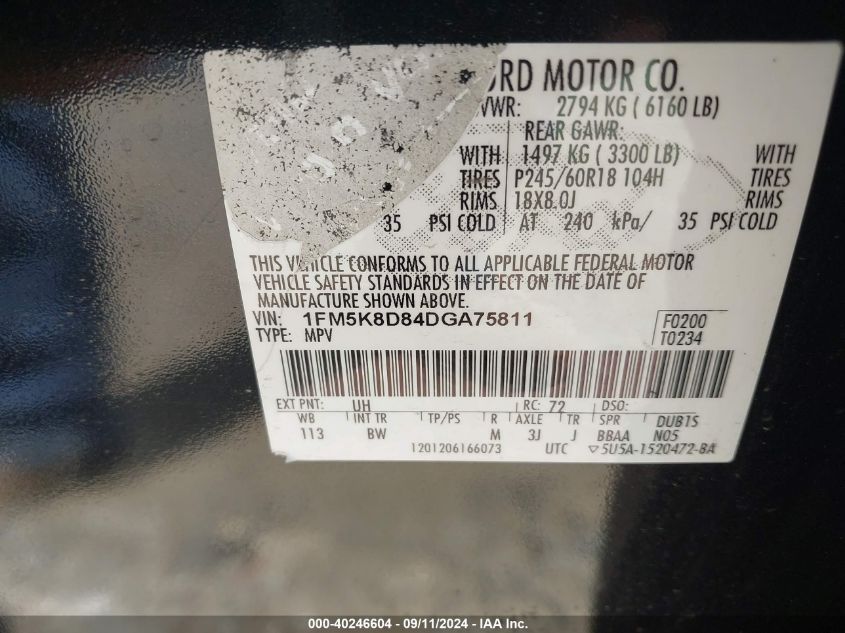 ORD MOTOR CO.
VWR: 2794 KG ( 6160 LB)
REAR GAWR:
WITH 1497 KG ( 3300 LB) WITH
TIRES P245/60R18 104H TIRES
RIMS 18X8.0J RIMS
35 PSI COLD AT 240 kPa/ 35 PSI COLD
THIS VEHICLE CONFORMS TO ALL APPLICABLE FEDERAL MOTOR
VEHICLE SAFETY STANDARDS IN EFFECT ON THE DATE OF
MANUFACTURE SHOWN ABOVE.
VIN: 1FM5K8D84DGA75811 F0200
TYPE: MPV T0234
EXT PNT: UH RC: 72 DSO:
WB INT TR TP/PS R AXLE TR SPR DUB1S
113 BW M 3J J BBAA N05
1201206166073 UTC ▽5U5A-1520472-BA
000-40246604 - 09/11/2024 - IAA Inc.